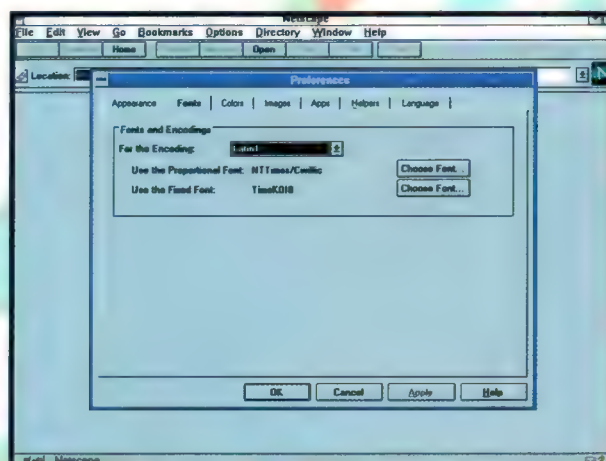 Netscape
File Edit View Go Bookmarks Options Directory Window Help
Home Open
Location:
Preferences
Appearance Fonts Colors Images Apps Helpers Language
Fonts and Encodings
For the Encoding: Latin1
Use the Proportional Font: NTTimes/Cyrillic Choose Font...
Use the Fixed Font: TimeKOI8 Choose Font...
OK Cancel Apply Help
Netscape